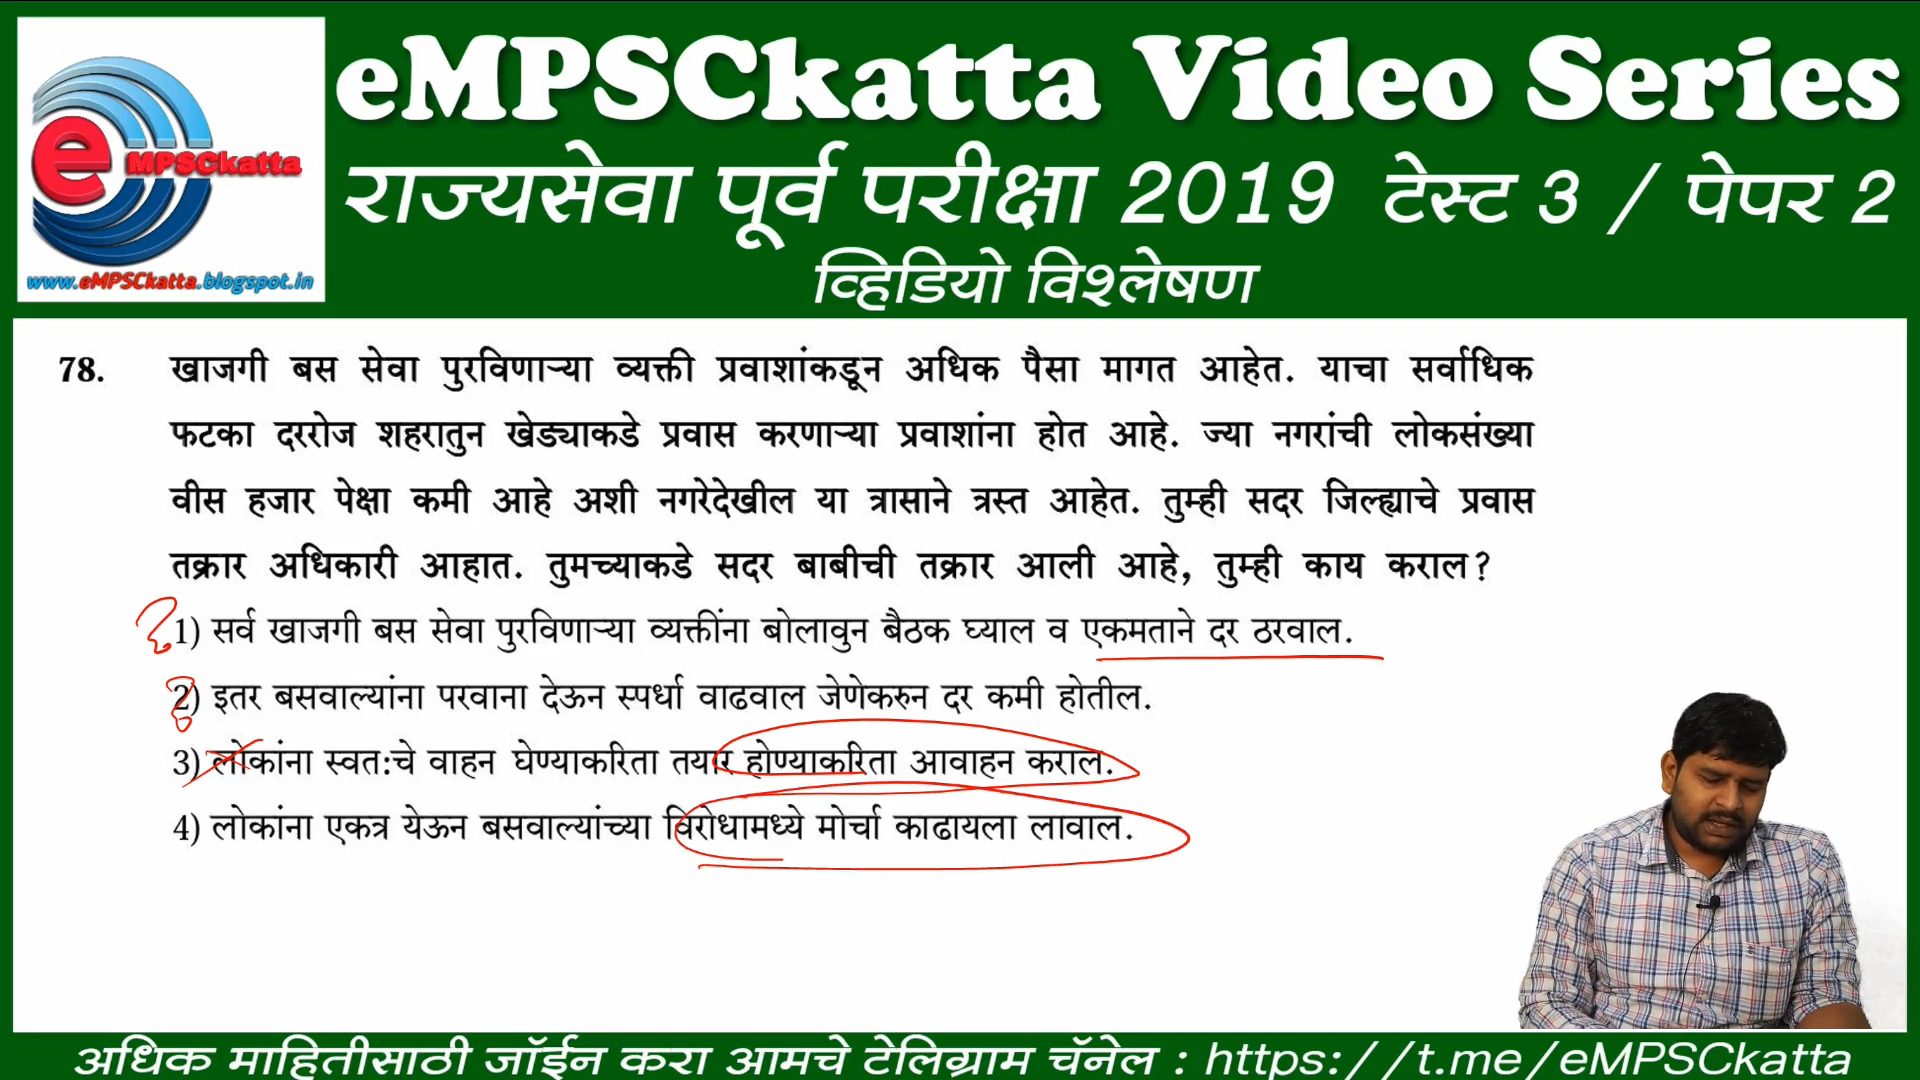 eMPSCkatta Video Series
राज्यसेवा पूर्व परीक्षा 2019 टेस्ट 3 / पेपर 2
व्हिडियो विश्लेषण
e MPSCkatta
www.eMPSCkatta.blogspot.in
78. खाजगी बस सेवा पुरविणाऱ्या व्यक्ती प्रवाशांकडून अधिक पैसा मागत आहेत. याचा सर्वाधिक
फटका दररोज शहरातुन खेड्याकडे प्रवास करणाऱ्या प्रवाशांना होत आहे. ज्या नगरांची लोकसंख्या
वीस हजार पेक्षा कमी आहे अशी नगरेदेखील या त्रासाने त्रस्त आहेत. तुम्ही सदर जिल्ह्याचे प्रवास
तक्रार अधिकारी आहात. तुमच्याकडे सदर बाबीची तक्रार आली आहे, तुम्ही काय कराल?
1) सर्व खाजगी बस सेवा पुरविणाऱ्या व्यक्तींना बोलावुन बैठक घ्याल व एकमताने दर ठरवाल.
2) इतर बसवाल्यांना परवाना देऊन स्पर्धा वाढवाल जेणेकरुन दर कमी होतील.
3) लोकांना स्वतःचे वाहन घेण्याकरिता तयार होण्याकरिता आवाहन कराल.
4) लोकांना एकत्र येऊन बसवाल्यांच्या विरोधामध्ये मोर्चा काढायला लावाल.
अधिक माहितीसाठी जॉईन करा आमचे टेलिग्राम चॅनेल : https://t.me/eMPSCkatta